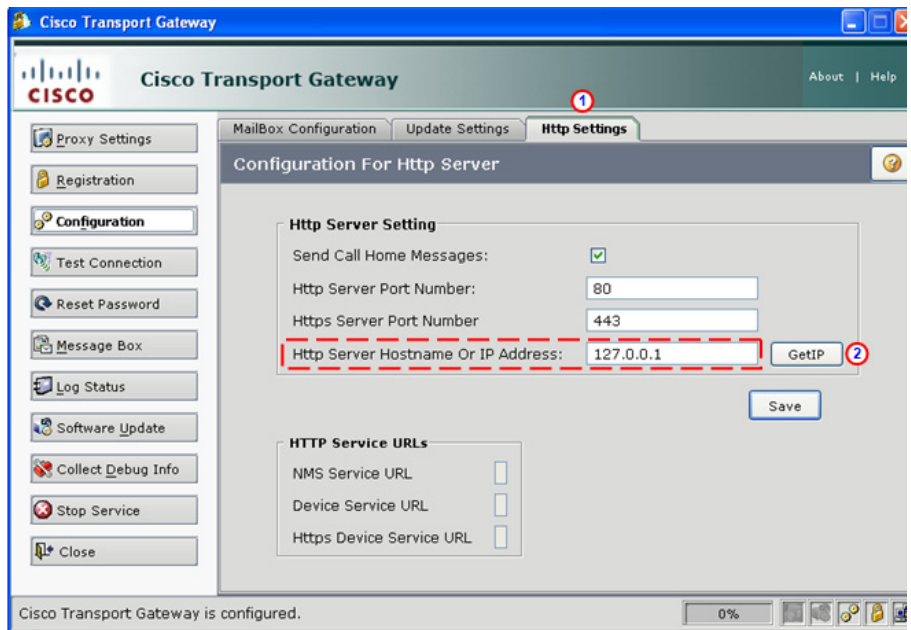 Cisco Transport Gateway
CISCO
Cisco Transport Gateway
About | Help
1
MailBox Configuration
Update Settings
Http Settings
Configuration For Http Server
Proxy Settings
Registration
Configuration
Test Connection
Reset Password
Message Box
Log Status
Software Update
Collect Debug Info
Stop Service
Close
Http Server Setting
Send Call Home Messages:
Http Server Port Number: 80
Https Server Port Number 443
Http Server Hostname Or IP Address: 127.0.0.1 GetIP 2
Save
HTTP Service URLs
NMS Service URL
Device Service URL
Https Device Service URL
Cisco Transport Gateway is configured.
0%